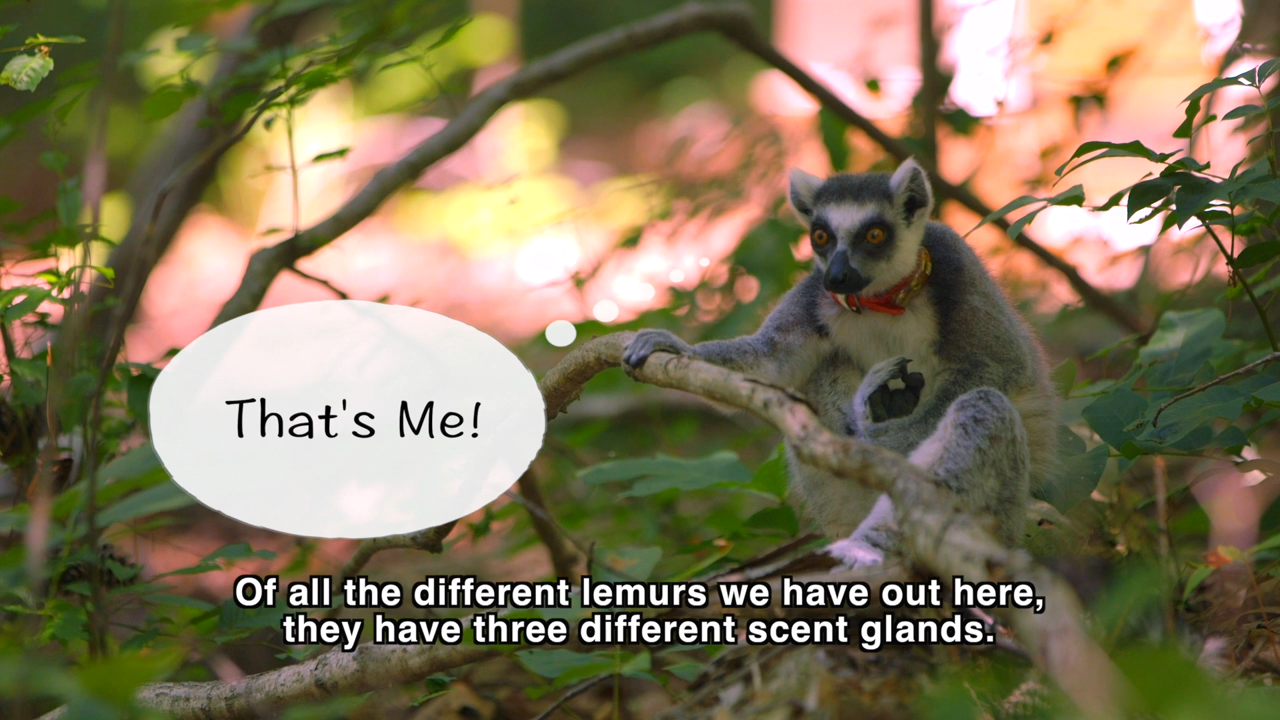 That's Me!
Of all the different lemurs we have out here,
they have three different scent glands.